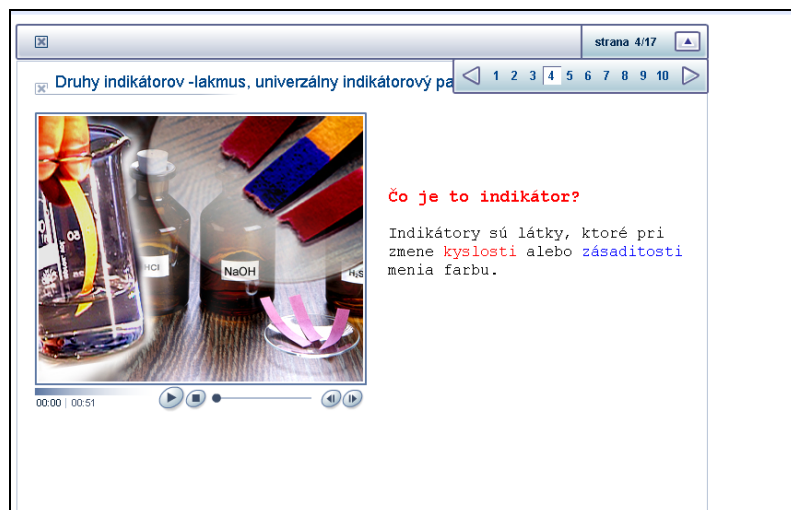 strana 4/17
Druhy indikátorov -lakmus, univerzálny indikátorový pa
1 2 3 4 5 6 7 8 9 10
HCl
NaOH
H₂S
Čo je to indikátor?
Indikátory sú látky, ktoré pri
zmene kyslosti alebo zásaditosti
menia farbu.
00:00 | 00:51